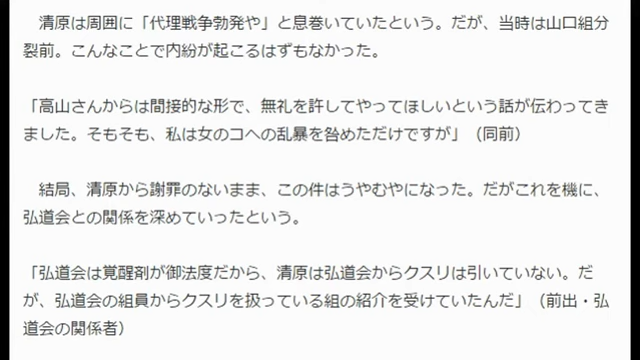 清原は周囲に「代理戦争勃発や」と息巻いていたという。だが、当時は山口組分
裂前。こんなことで内紛が起こるはずもなかった。
「高山さんからは間接的な形で、無礼を許してやってほしいという話が伝わってき
ました。そもそも、私は女のコへの乱暴を咎めただけですが」（同前）
結局、清原から謝罪のないまま、この件はうやむやになった。だがこれを機に、
弘道会との関係を深めていったという。
「弘道会は覚醒剤が御法度だから、清原は弘道会からクスリは引いていない。だ
が、弘道会の組員からクスリを扱っている組の紹介を受けていたんだ」（前出・弘
道会の関係者）